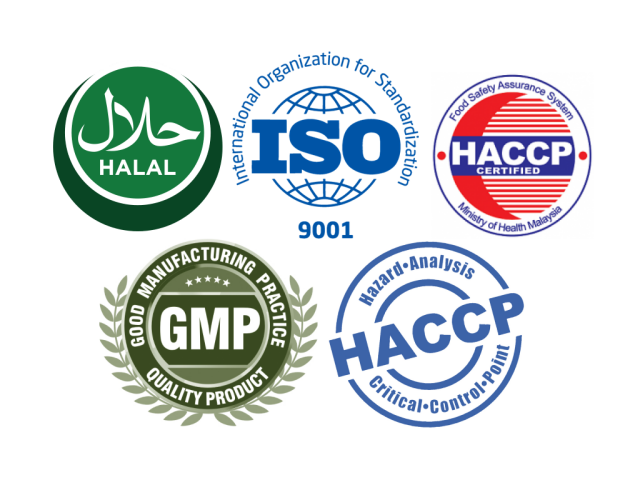 حلال
HALAL
International Organization for Standardization
ISO
9001
Food Safety Assurance System
HACCP
CERTIFIED
Ministry of Health Malaysia
GOOD MANUFACTURING PRACTICE
GMP
QUALITY PRODUCT
Hazard•Analysis
HACCP
Critical•Control•Point